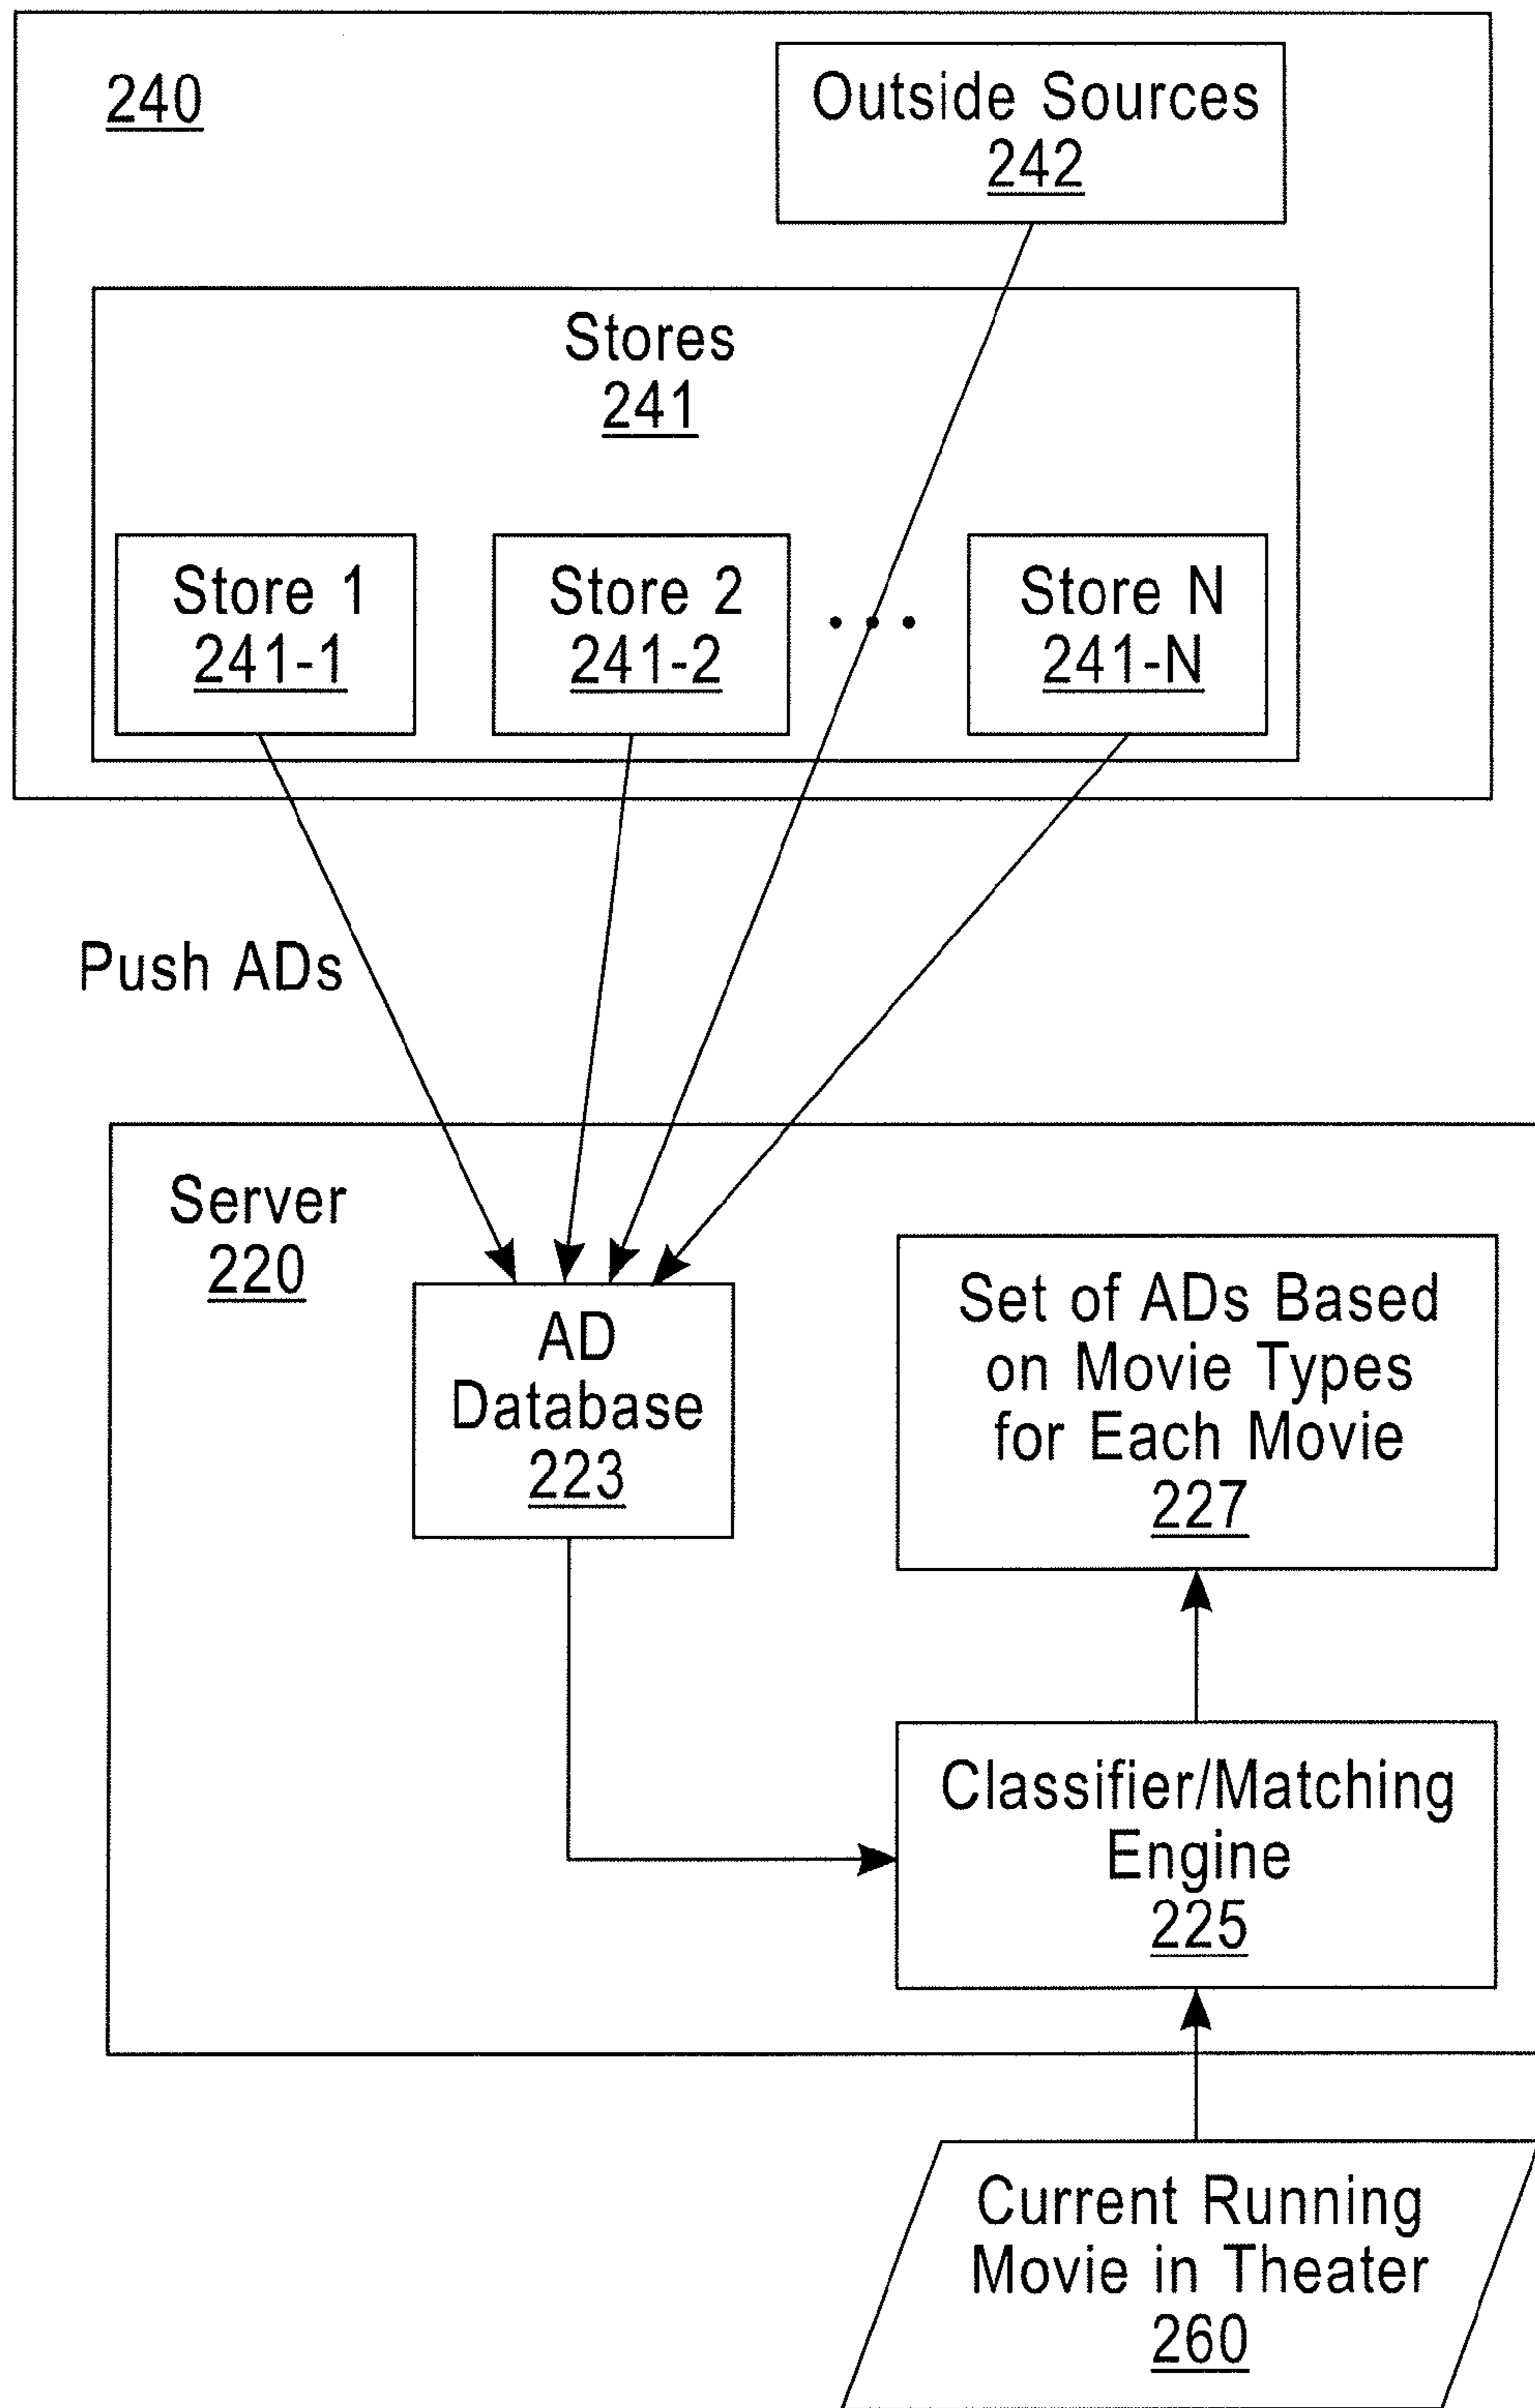 240
Outside Sources
242
Stores
241
Store 1
241-1
Store 2
241-2
Store N
241-N
Push ADs
Server
220
AD
Database
223
Set of ADs Based
on Movie Types
for Each Movie
227
Classifier/Matching
Engine
225
Current Running
Movie in Theater
260